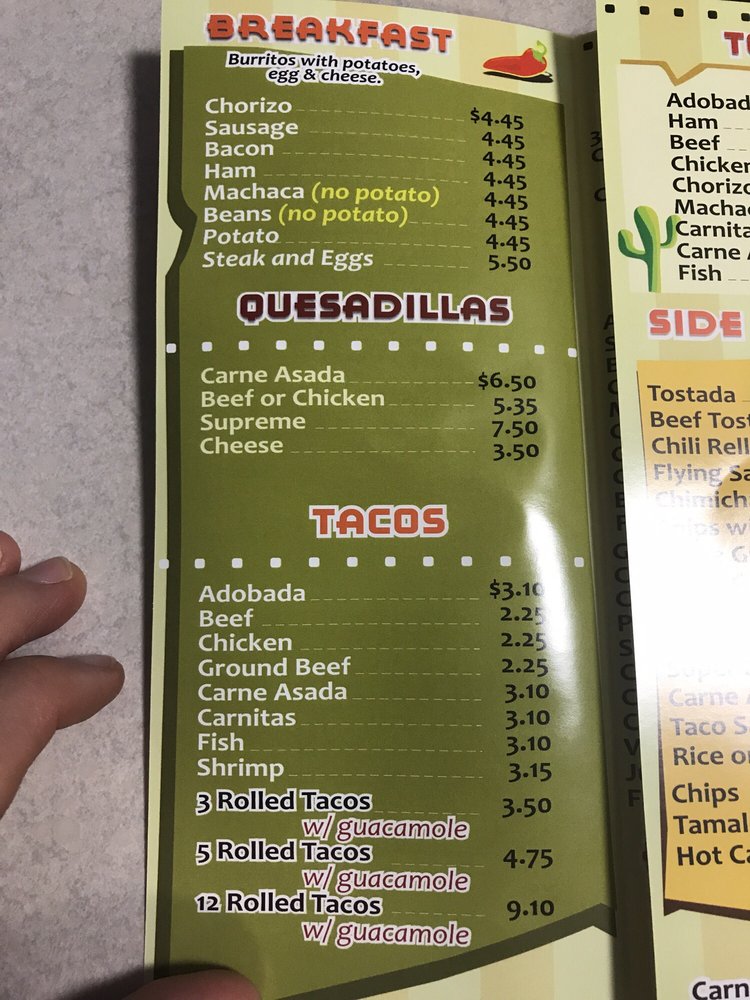 BREAKFAST
Burritos with potatoes,
egg & cheese.
Chorizo $4.45
Sausage 4.45
Bacon 4.45
Ham 4.45
Machaca (no potato) 4.45
Beans (no potato) 4.45
Potato 4.45
Steak and Eggs 5.50
QUESADILLAS
Carne Asada $6.50
Beef or Chicken 5.35
Supreme 7.50
Cheese 3.50
TACOS
Adobada $3.10
Beef 2.25
Chicken 2.25
Ground Beef 2.25
Carne Asada 3.10
Carnitas 3.10
Fish 3.10
Shrimp 3.15
3 Rolled Tacos 3.50
w/ guacamole
5 Rolled Tacos 4.75
w/ guacamole
12 Rolled Tacos 9.10
w/ guacamole
Adobad
Ham
Beef
Chicken
Chorizo
Machac
Carnita
Carne
Fish
SIDE
Tostada
Beef Tost
Chili Rell
Flying Sa
Chimich
Carne
Taco S
Rice or
Chips
Tamal
Hot Ca
Carn